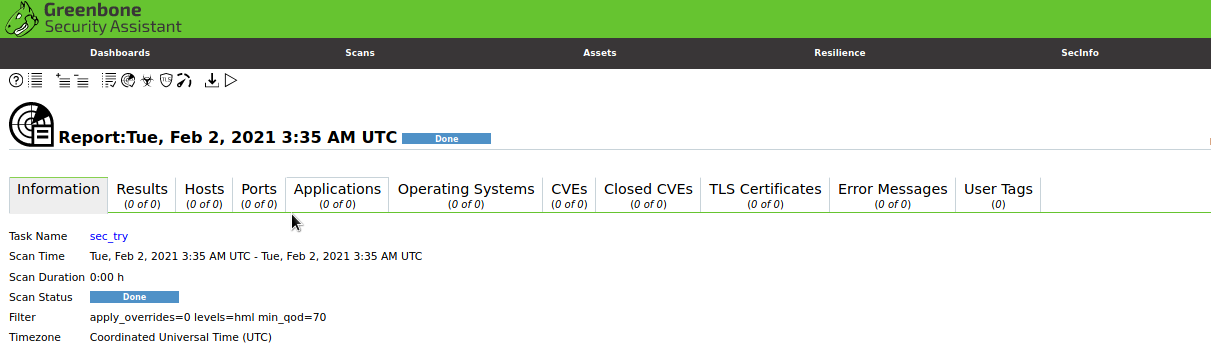 Greenbone
Security Assistant
Dashboards Scans Assets Resilience SecInfo
TLS
Report:Tue, Feb 2, 2021 3:35 AM UTC Done
Information Results Hosts Ports Applications Operating Systems CVEs Closed CVEs TLS Certificates Error Messages User Tags
(0 of 0) (0 of 0) (0 of 0) (0 of 0) (0 of 0) (0 of 0) (0 of 0) (0 of 0) (0 of 0) (0)
Task Name sec_try
Scan Time Tue, Feb 2, 2021 3:35 AM UTC - Tue, Feb 2, 2021 3:35 AM UTC
Scan Duration 0:00 h
Scan Status Done
Filter apply_overrides=0 levels=hml min_qod=70
Timezone Coordinated Universal Time (UTC)